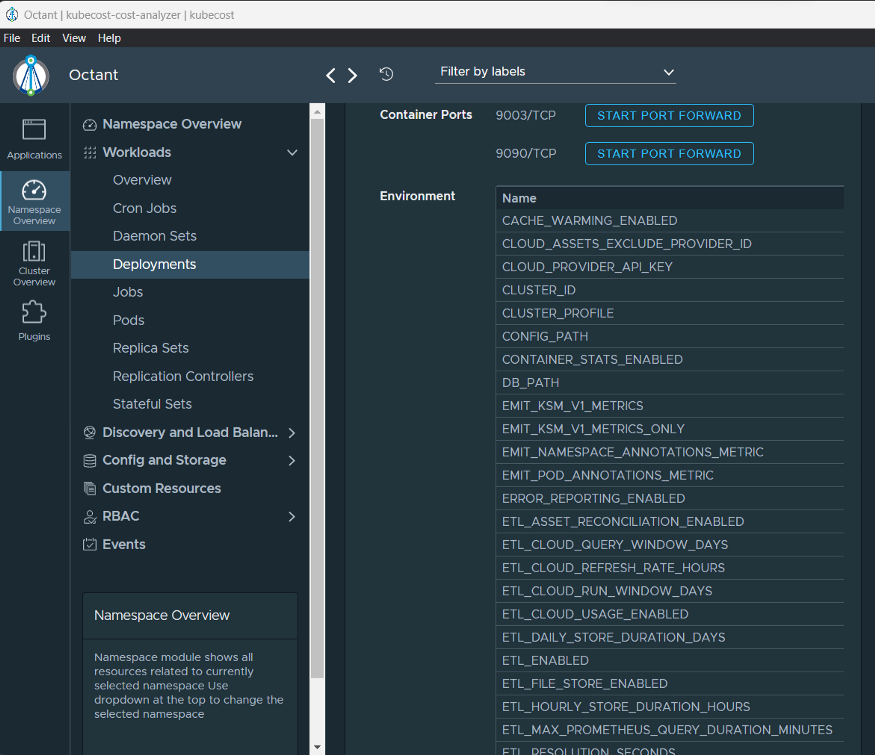 Octant | kubecost-cost-analyzer | kubecost
File Edit View Help
Octant
Filter by labels
Applications
Namespace
Overview
Cluster
Overview
Plugins
Namespace Overview
Workloads
Overview
Cron Jobs
Daemon Sets
Deployments
Jobs
Pods
Replica Sets
Replication Controllers
Stateful Sets
Discovery and Load Balan...
Config and Storage
Custom Resources
RBAC
Events
Namespace Overview
Namespace module shows all
resources related to currently
selected namespace Use
dropdown at the top to change the
selected namespace
Container Ports 9003/TCP START PORT FORWARD
9090/TCP START PORT FORWARD
Environment
Name
CACHE_WARMING_ENABLED
CLOUD_ASSETS_EXCLUDE_PROVIDER_ID
CLOUD_PROVIDER_API_KEY
CLUSTER_ID
CLUSTER_PROFILE
CONFIG_PATH
CONTAINER_STATS_ENABLED
DB_PATH
EMIT_KSM_V1_METRICS
EMIT_KSM_V1_METRICS_ONLY
EMIT_NAMESPACE_ANNOTATIONS_METRIC
EMIT_POD_ANNOTATIONS_METRIC
ERROR_REPORTING_ENABLED
ETL_ASSET_RECONCILIATION_ENABLED
ETL_CLOUD_QUERY_WINDOW_DAYS
ETL_CLOUD_REFRESH_RATE_HOURS
ETL_CLOUD_RUN_WINDOW_DAYS
ETL_CLOUD_USAGE_ENABLED
ETL_DAILY_STORE_DURATION_DAYS
ETL_ENABLED
ETL_FILE_STORE_ENABLED
ETL_HOURLY_STORE_DURATION_HOURS
ETL_MAX_PROMETHEUS_QUERY_DURATION_MINUTES
ETL_RESOLUTION_SECONDS